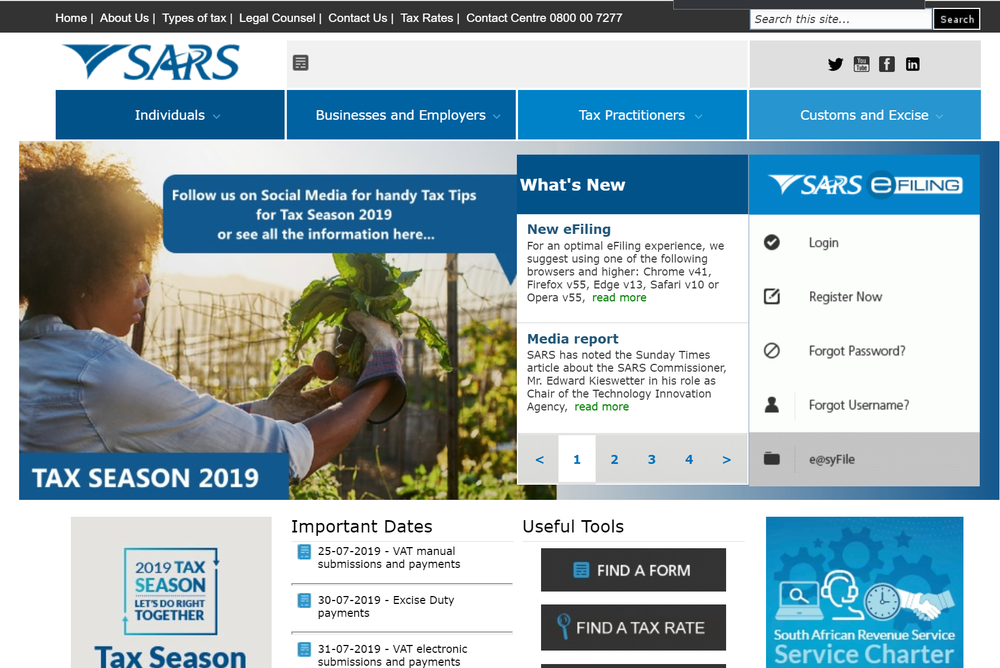 Home | About Us | Types of tax | Legal Counsel | Contact Us | Tax Rates | Contact Centre 0800 00 7277
Search this site...
Search
SARS
You
Tube
f
in
Individuals
Businesses and Employers
Tax Practitioners
Customs and Excise
Follow us on Social Media for handy Tax Tips
for Tax Season 2019
or see all the information here...
TAX SEASON 2019
What's New
New eFiling
For an optimal eFiling experience, we
suggest using one of the following
browsers and higher: Chrome v41,
Firefox v55, Edge v13, Safari v10 or
Opera v55, read more
Media report
SARS has noted the Sunday Times
article about the SARS Commissioner,
Mr. Edward Kieswetter in his role as
Chair of the Technology Innovation
Agency, read more
< 1 2 3 4 >
SARS e FILING
Login
Register Now
Forgot Password?
Forgot Username?
e@syFile
2019 TAX
SEASON
LET'S DO RIGHT
TOGETHER
Tax Season
Important Dates
25-07-2019 - VAT manual
submissions and payments
30-07-2019 - Excise Duty
payments
31-07-2019 - VAT electronic
submissions and payments
Useful Tools
FIND A FORM
FIND A TAX RATE
South African Revenue Service
Service Charter